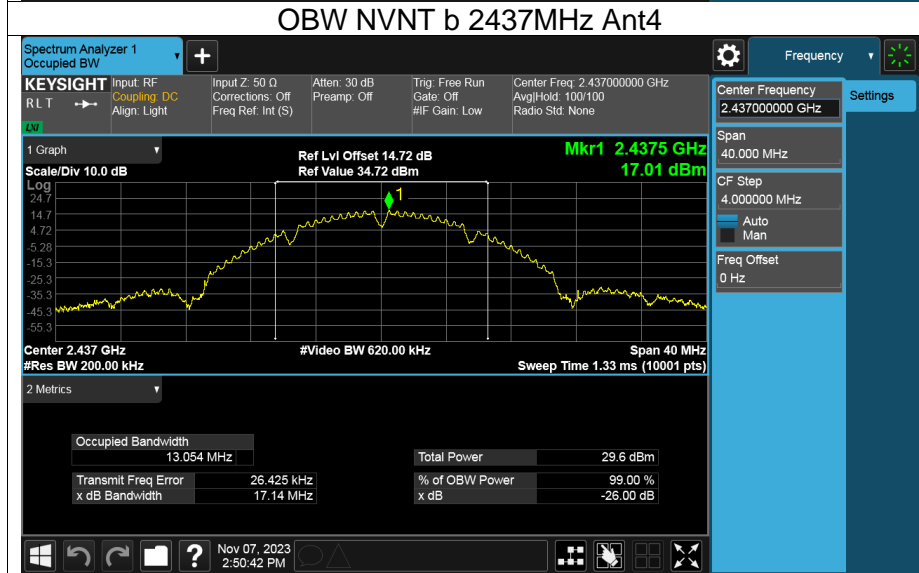 OBW NVNT b 2437MHz Ant4
Spectrum Analyzer 1
Occupied BW
+
Frequency
KEYSIGHT
R L T
LXI
Input: RF
Coupling: DC
Align: Light
Input Z: 50 Ω
Corrections: Off
Freq Ref: Int (S)
Atten: 30 dB
Preamp: Off
Trig: Free Run
Gate: Off
#IF Gain: Low
Center Freq: 2.437000000 GHz
Avg|Hold: 100/100
Radio Std: None
Center Frequency
2.437000000 GHz
Settings
Span
40.000 MHz
CF Step
4.000000 MHz
Auto
Man
Freq Offset
0 Hz
1 Graph
Scale/Div 10.0 dB
Ref Lvl Offset 14.72 dB
Ref Value 34.72 dBm
Mkr1 2.4375 GHz
17.01 dBm
Log
24.7
14.7
4.72
-5.28
-15.3
-25.3
-35.3
-45.3
-55.3
1
Center 2.437 GHz
#Res BW 200.00 kHz
#Video BW 620.00 kHz
Span 40 MHz
Sweep Time 1.33 ms (10001 pts)
2 Metrics
Occupied Bandwidth
13.054 MHz
Transmit Freq Error 26.425 kHz
x dB Bandwidth 17.14 MHz
Total Power 29.6 dBm
% of OBW Power 99.00 %
x dB -26.00 dB
?
Nov 07, 2023
2:50:42 PM